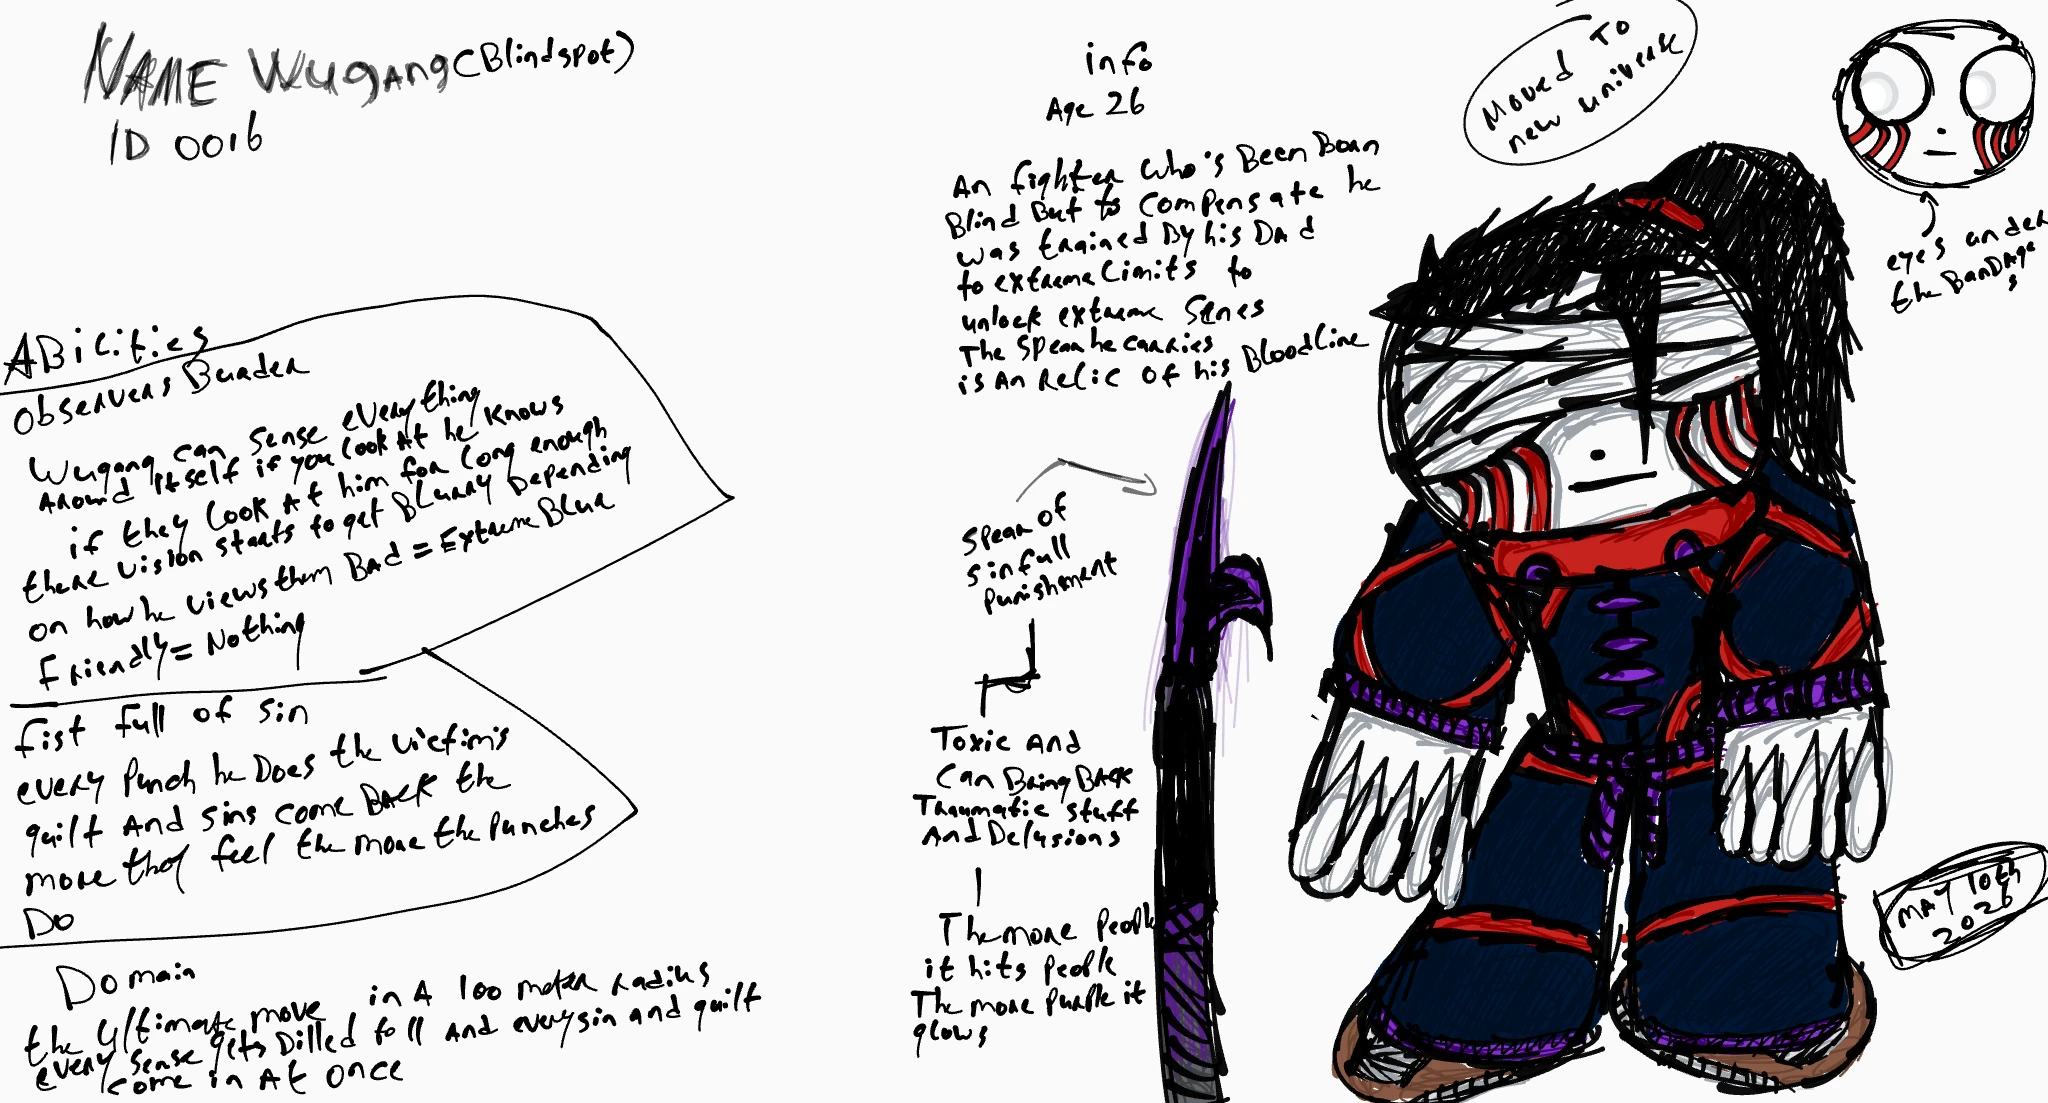 NAME Wugang (Blindspot)
ID 0016
ABilities
Observers Burder
Wugang can sense everything
Around itself if you look At he knows
if they look At him for long enough
there vision starts to get Blurry Depending
on how he views them Bad = Extreme Blur
Friendly = Nothing
fist full of sin
every Punch he Does the victims
guilt And sins come Back the
more they feel the more the Punches
Do
Domain
the Ultimate move in A 100 meter radius
every sense gets Dilled to 11 and every sin and guilt
come in At once
info
Age 26
An fighter who's Been Born
Blind But to compensate he
was trained By his Dad
to extreme limits to
unlock extreme Senes
The Spear he carries
is An Relic of his Bloodline
Spear of
sinfull
Punishment
Toxic And
Can Bring Back
Traumatic stuff
And Delusions
The more People
it hits people
The more purple it
glows
Moved To
new universe
eyes under
the Bandage
s
MAY 10th
2026